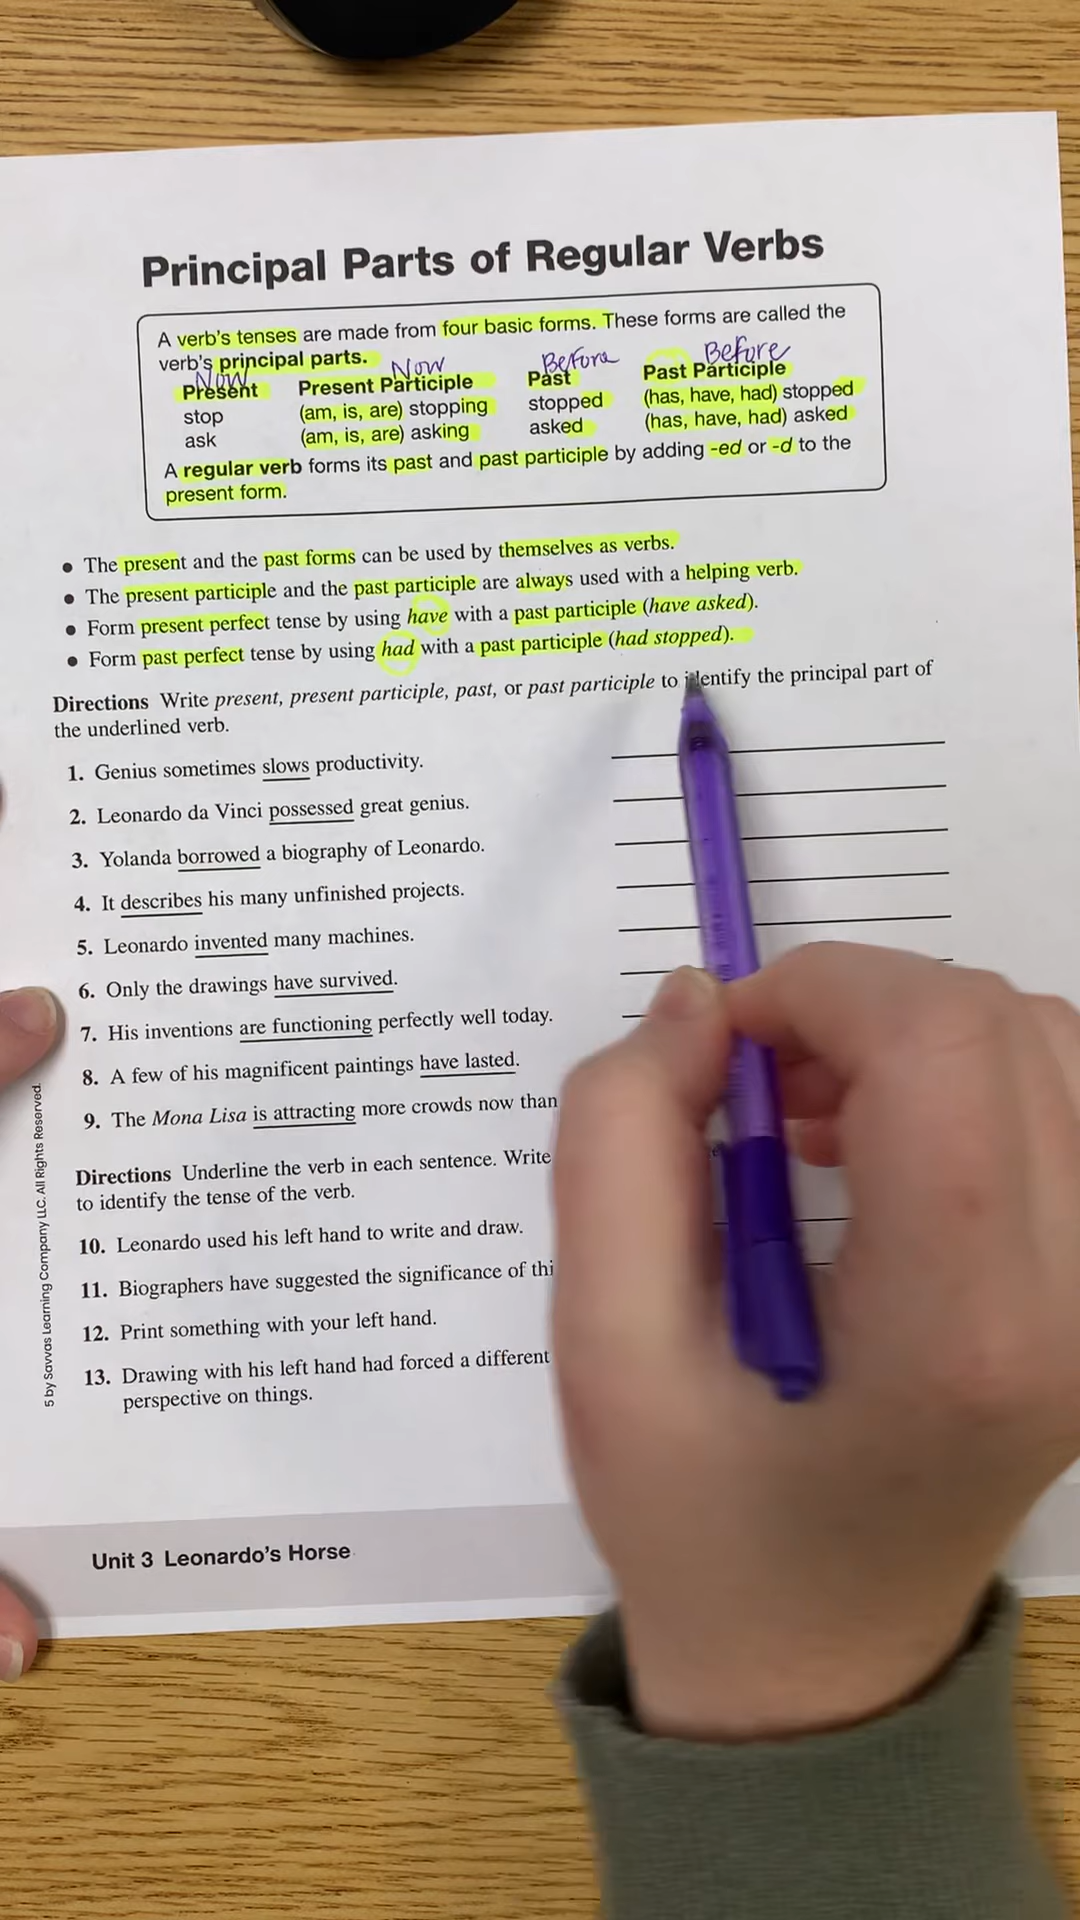 Principal Parts of Regular Verbs
A verb's tenses are made from four basic forms. These forms are called the
verb's principal parts.
Now Now Before Before
Present Present Participle Past Past Participle
stop (am, is, are) stopping stopped (has, have, had) stopped
ask (am, is, are) asking asked (has, have, had) asked
A regular verb forms its past and past participle by adding -ed or -d to the
present form.
• The present and the past forms can be used by themselves as verbs.
• The present participle and the past participle are always used with a helping verb.
• Form present perfect tense by using have with a past participle (have asked).
• Form past perfect tense by using had with a past participle (had stopped).
Directions Write present, present participle, past, or past participle to identify the principal part of
the underlined verb.
1. Genius sometimes slows productivity.
2. Leonardo da Vinci possessed great genius.
3. Yolanda borrowed a biography of Leonardo.
4. It describes his many unfinished projects.
5. Leonardo invented many machines.
6. Only the drawings have survived.
7. His inventions are functioning perfectly well today.
8. A few of his magnificent paintings have lasted.
9. The Mona Lisa is attracting more crowds now than
Directions Underline the verb in each sentence. Write
to identify the tense of the verb.
10. Leonardo used his left hand to write and draw.
11. Biographers have suggested the significance of thi
12. Print something with your left hand.
13. Drawing with his left hand had forced a different
perspective on things.
5 by Savvas Learning Company LLC. All Rights Reserved.
Unit 3 Leonardo's Horse